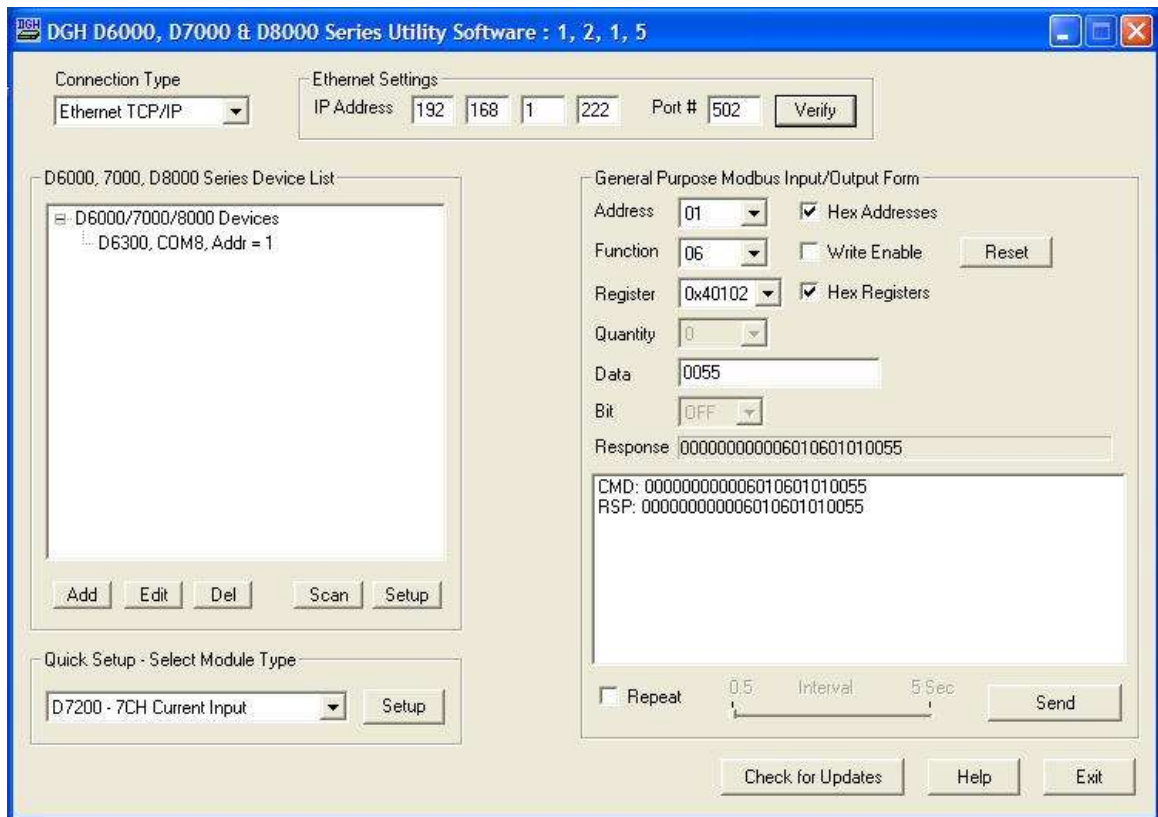 DGH D6000, D7000 & D8000 Series Utility Software : 1, 2, 1, 5
Connection Type
Ethernet TCP/IP
Ethernet Settings
IP Address 192 168 1 222 Port # 502 Verify
D6000, 7000, D8000 Series Device List
D6000/7000/8000 Devices
D6300, COM8, Addr = 1
Add Edit Del Scan Setup
Quick Setup - Select Module Type
D7200 - 7CH Current Input Setup
General Purpose Modbus Input/Output Form
Address 01 Hex Addresses
Function 06 Write Enable Reset
Register 0x40102 Hex Registers
Quantity 0
Data 0055
Bit OFF
Response 000000000006010601010055
CMD: 000000000006010601010055
RSP: 000000000006010601010055
Repeat 0.5 Interval 5 Sec Send
Check for Updates Help Exit